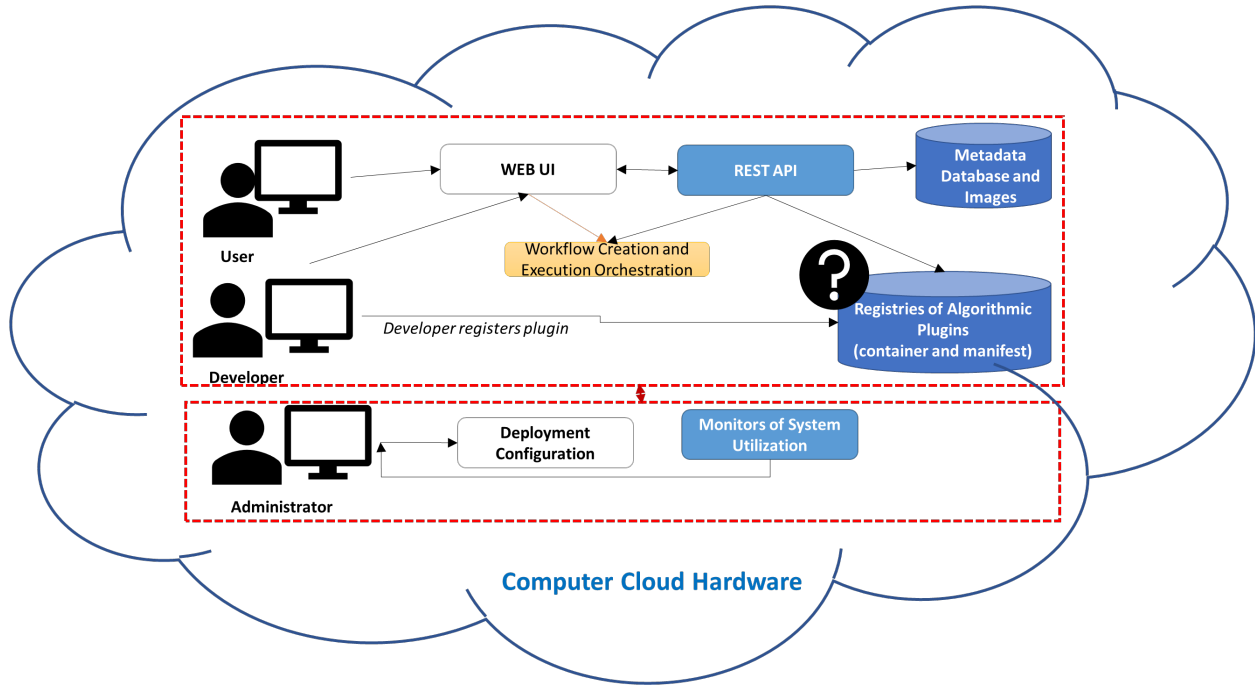 WEB UI
REST API
Metadata
Database and
Images
User
Workflow Creation and
Execution Orchestration
?
Registries of Algorithmic
Plugins
(container and manifest)
Developer registers plugin
Developer
Deployment
Configuration
Monitors of System
Utilization
Administrator
Computer Cloud Hardware